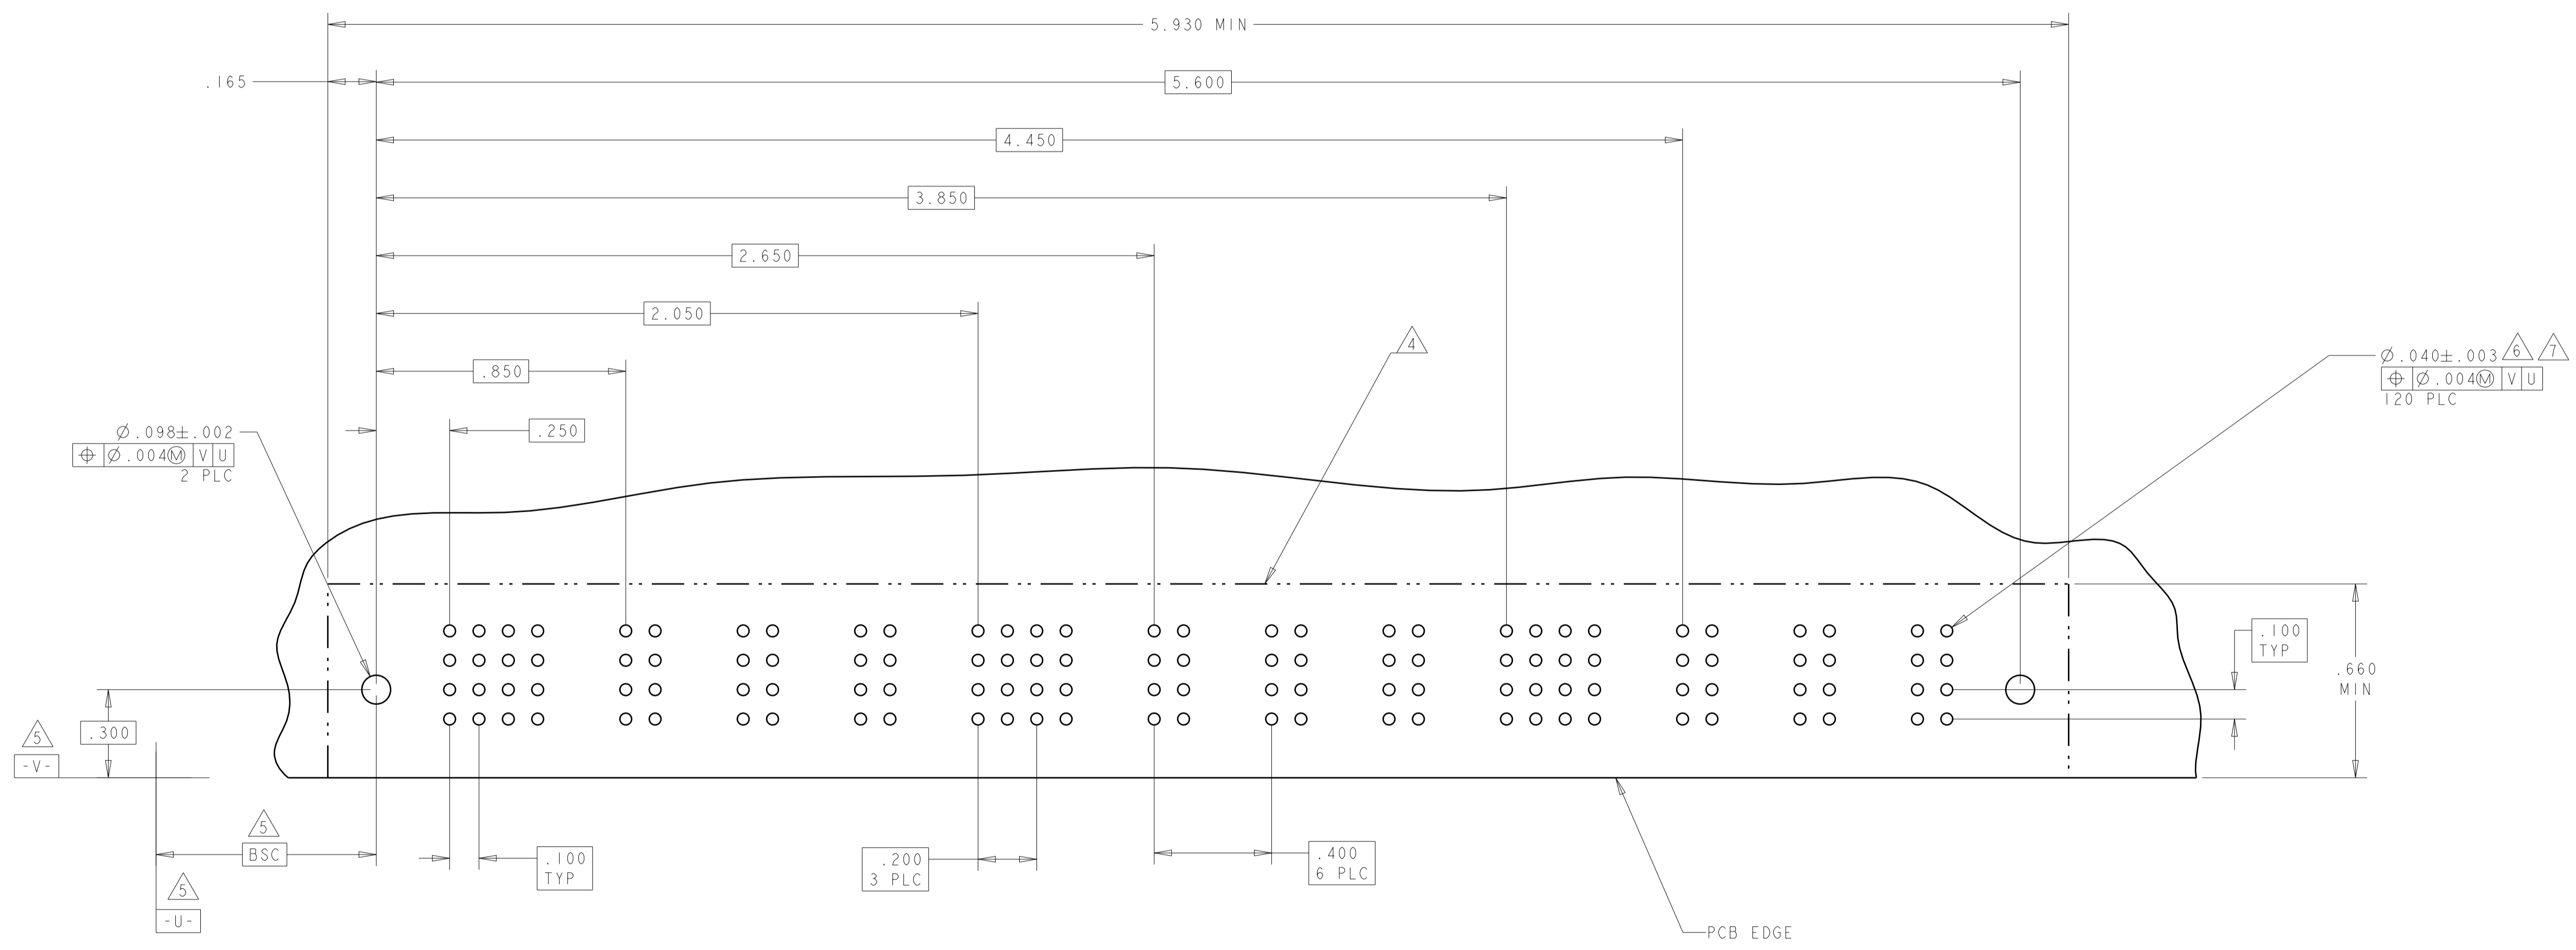 5.930 MIN
.165
5.600
4.450
3.850
2.650
2.050
4
.850
Ø.040±.003 6 7
⌖ Ø.004Ⓜ V U
120 PLC
.250
Ø.098±.002
⌖ Ø.004Ⓜ V U
2 PLC
.100
TYP
.660
MIN
5
.300
-V-
5
BSC
.100
TYP
.200
3 PLC
.400
6 PLC
5
-U-
PCB EDGE